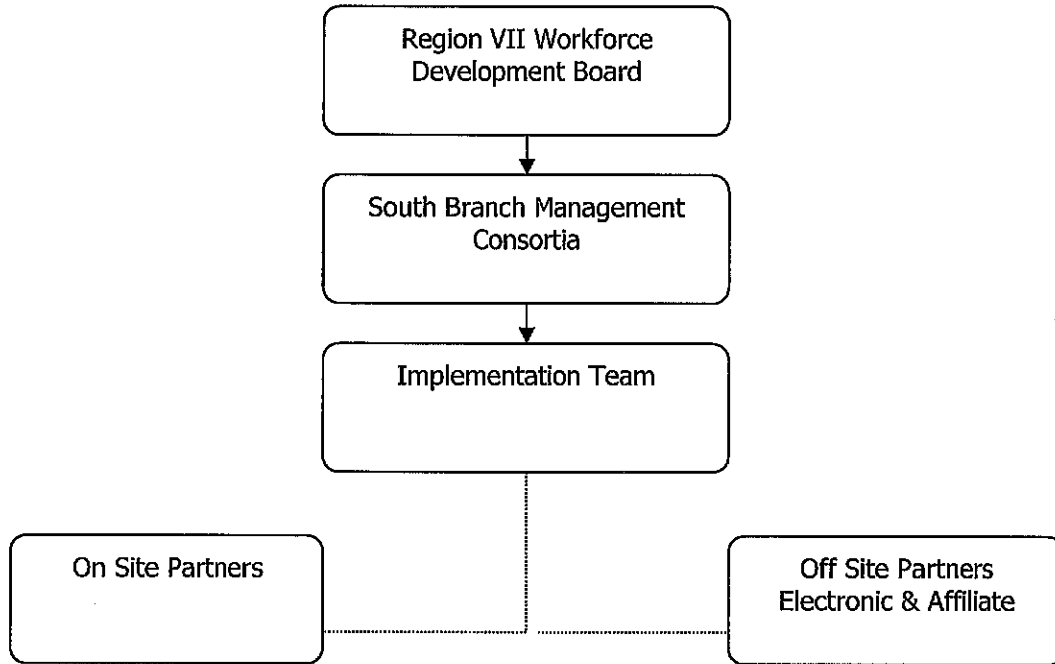 Region VII Workforce
Development Board
South Branch Management
Consortia
Implementation Team
On Site Partners
Off Site Partners
Electronic & Affiliate